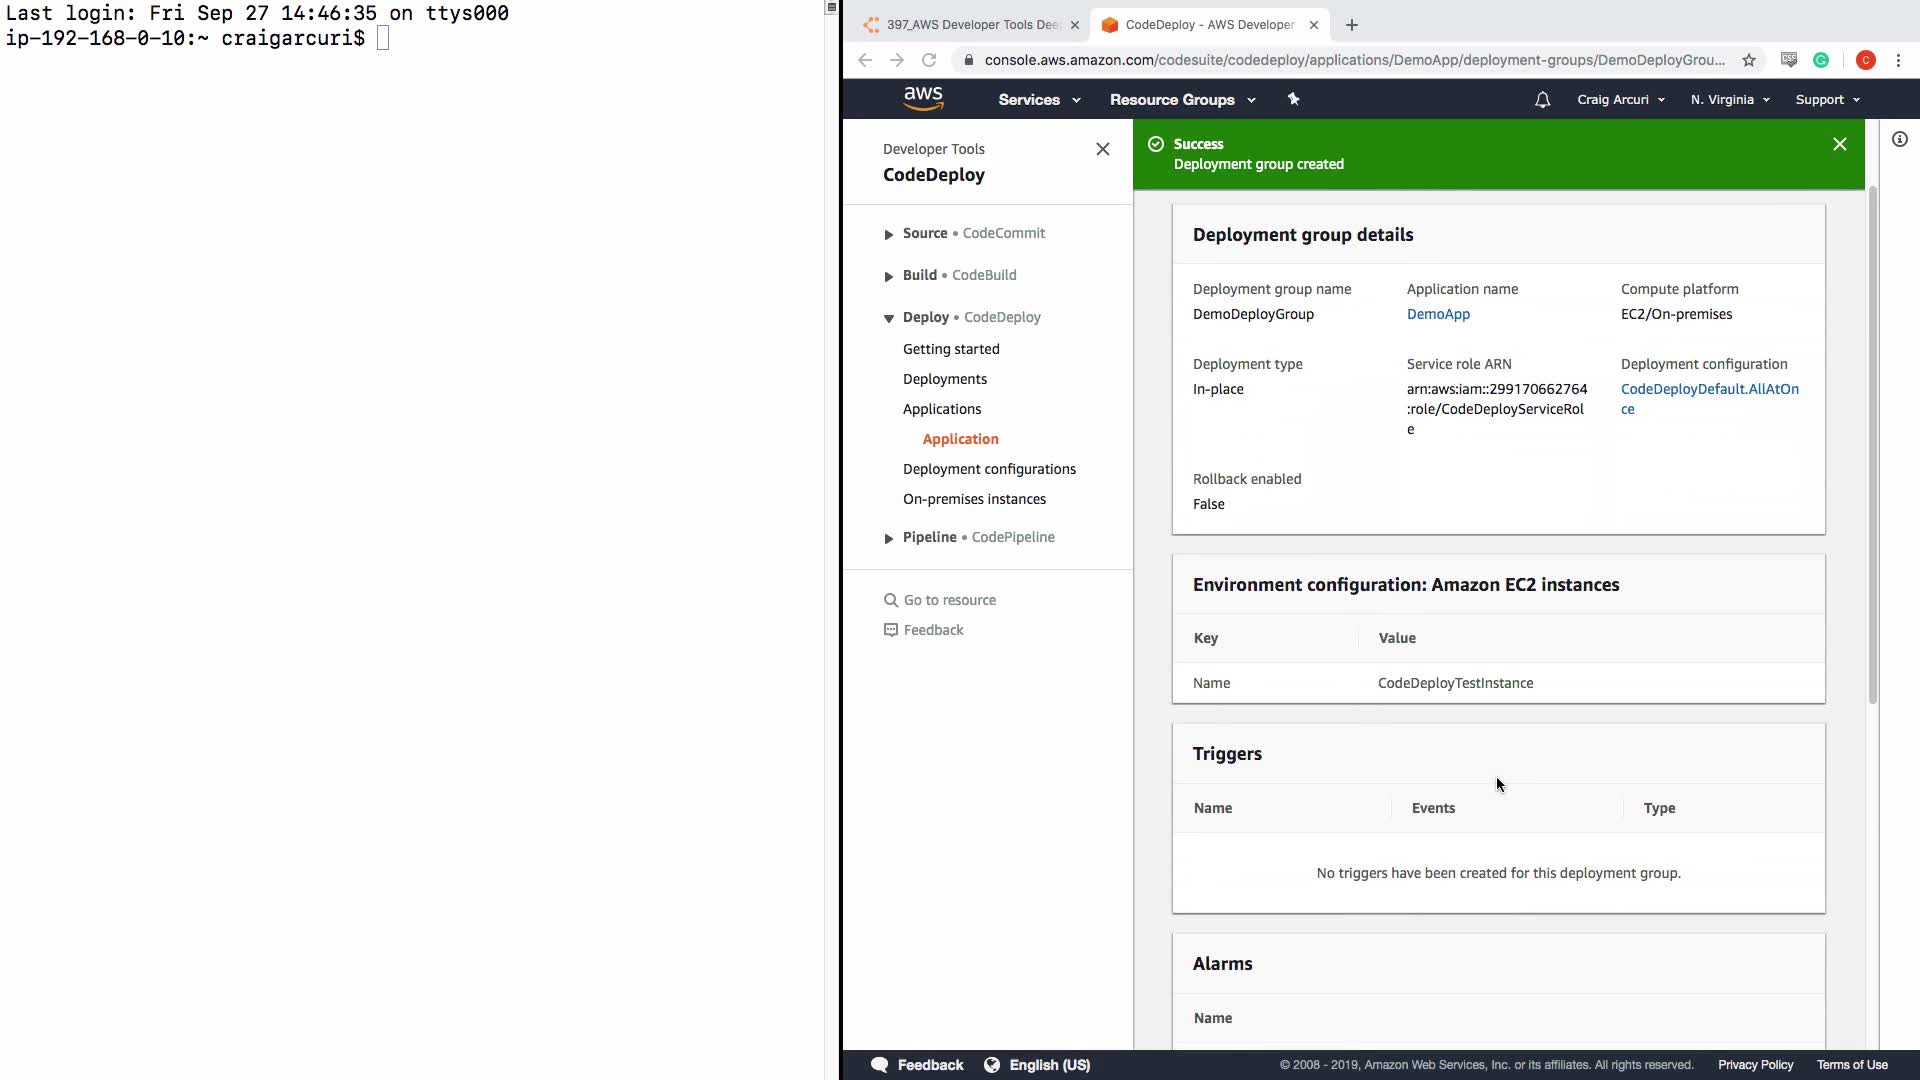 Last login: Fri Sep 27 14:46:35 on ttys000
ip-192-168-0-10:~ craigarcuri$
397_AWS Developer Tools Dee
CodeDeploy - AWS Developer
console.aws.amazon.com/codesuite/codedeploy/applications/DemoApp/deployment-groups/DemoDeployGrou...
C
aws
Services
Resource Groups
Craig Arcuri
N. Virginia
Support
Developer Tools
CodeDeploy
Source • CodeCommit
Build • CodeBuild
Deploy • CodeDeploy
Getting started
Deployments
Applications
Application
Deployment configurations
On-premises instances
Pipeline • CodePipeline
Go to resource
Feedback
Success
Deployment group created
Deployment group details
Deployment group name
DemoDeployGroup
Application name
DemoApp
Compute platform
EC2/On-premises
Deployment type
In-place
Service role ARN
arn:aws:iam::299170662764
:role/CodeDeployServiceRol
e
Deployment configuration
CodeDeployDefault.AllAtOn
ce
Rollback enabled
False
Environment configuration: Amazon EC2 instances
Key Value
Name CodeDeployTestInstance
Triggers
Name Events Type
No triggers have been created for this deployment group.
Alarms
Name
Feedback
English (US)
© 2008 - 2019, Amazon Web Services, Inc. or its affiliates. All rights reserved.
Privacy Policy
Terms of Use